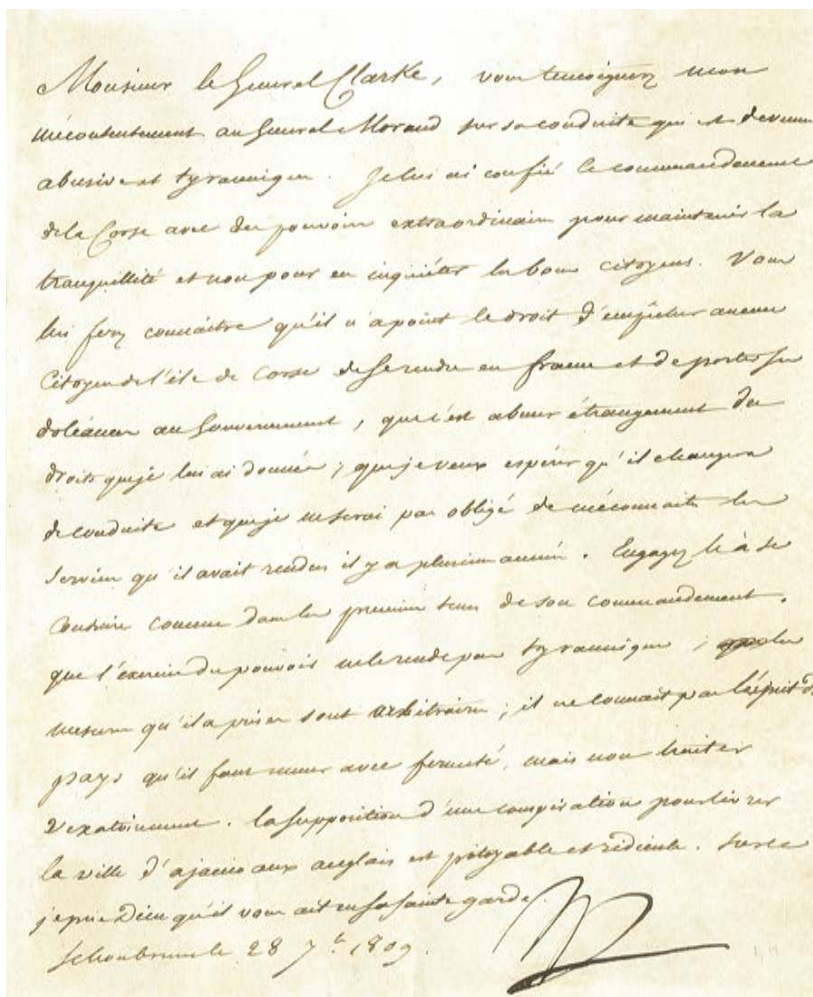 Monsieur le General Clarke, vous temoignerez mon
mécontentement au General Morand sur sa conduite qui est devenue
abusive et tyrannique. Je lui ai confié le commandement
de la Corse avec des pouvoirs extraordinaires pour maintenir la
tranquillité et non pour en inquiéter les bons citoyens. Vous
lui ferez connaître qu'il n'a point le droit d'empêcher aucun
Citoyen de l'île de Corse de se rendre en france et de porter ses
doléances au Gouvernement, que c'est abuser étrangement des
droits que je lui ai donnés; que je veux espérer qu'il changera
de conduite et que je ne serai pas obligé de méconnaitre les
services qu'il avait rendus il y a plusieurs années. Engagez le à se
conduire comme dans les premiers tems de son commandement.
que l'exercice du pouvoir ne le rende pas tyrannique; les
mesures qu'il a prises sont arbitraires; il ne connait pas l'esprit du
pays qu'il faut mener avec fermeté, mais non traiter
vexatoirement. la supposition d'une conspiration pour livrer
la ville d'ajaccio aux anglais est pitoyable et ridicule. Sur ce
je prie Dieu qu'il vous ait en sa sainte garde.
Schonbrunn le 28 7bre 1809.